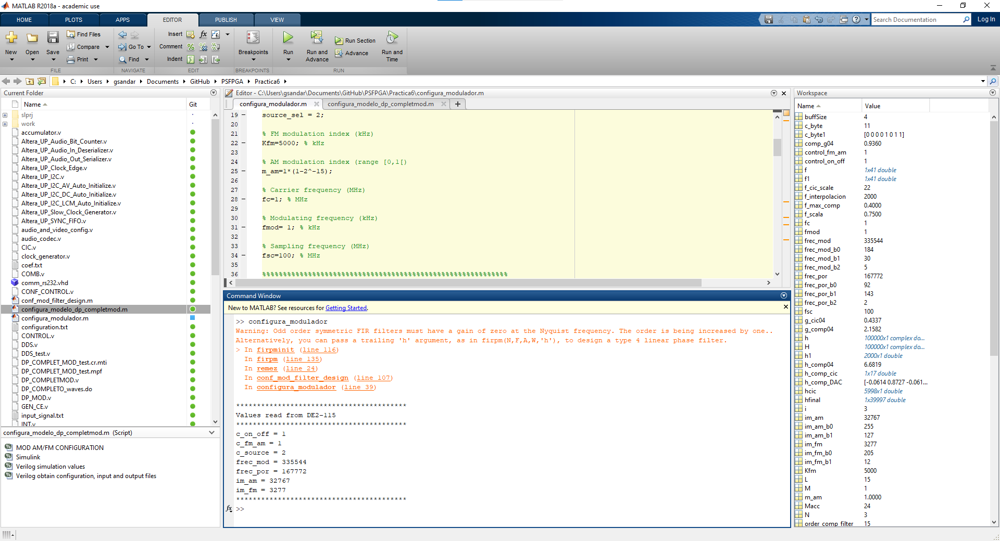 MATLAB R2018a - academic use
HOME
PLOTS
APPS
EDITOR
PUBLISH
VIEW
Search Documentation
Log In
New
Open
Save
Find Files
Compare
Print
Go To
Find
Insert
Comment
Indent
Breakpoints
Run
Run and
Advance
Run Section
Advance
Run and
Time
FILE
NAVIGATE
EDIT
BREAKPOINTS
RUN
C: Users gsandar Documents GitHub PSFPGA Practica6
Current Folder
Name Git
slprj
work
accumulator.v
Altera_UP_Audio_Bit_Counter.v
Altera_UP_Audio_In_Deserializer.v
Altera_UP_Audio_Out_Serializer.v
Altera_UP_Clock_Edge.v
Altera_UP_I2C.v
Altera_UP_I2C_AV_Auto_Initialize.v
Altera_UP_I2C_DC_Auto_Initialize.v
Altera_UP_I2C_LCM_Auto_Initialize.v
Altera_UP_Slow_Clock_Generator.v
Altera_UP_SYNC_FIFO.v
audio_and_video_config.v
audio_codec.v
CIC.v
clock_generator.v
coef.txt
COMB.v
comm_rs232.vhd
CONF_CONTROL.v
conf_mod_filter_design.m
configura_modelo_dp_completmod.m
configura_modulador.m
configuration.txt
CONTROL.v
DDS.v
DDS_test.v
DP_COMPLET_MOD_test.cr.mti
DP_COMPLET_MOD_test.mpf
DP_COMPLETMOD.v
DP_COMPLETO_waves.do
DP_MOD.v
GEN_CE.v
input_signal.txt
INT.v
configura_modelo_dp_completmod.m (Script)
MOD AM/FM CONFIGURATION
Simulink
Verilog simulation values
Verilog obtain configuration, input and output files
Editor - C:\Users\gsandar\Documents\GitHub\PSFPGA\Practica6\configura_modulador.m
configura_modulador.m
configura_modelo_dp_completmod.m
19 source_sel = 2;
20
21 % FM modulation index (kHz)
22 Kfm=5000; % kHz
23
24 % AM modulation index (range [0,1[)
25 m_am=1*(1-2^-15);
26
27 % Carrier frequency (MHz)
28 fc=1; % MHz
29
30 % Modulating frequency (kHz)
31 fmod= 1; % kHz
32
33 % Sampling frequency (MHz)
34 fsc=100; % MHz
35
36 %%%%%%%%%%%%%%%%%%%%%%%%%%%%%%%%%%%%%%%%%%%%%%%%%%%%%%%%%%%
Command Window
New to MATLAB? See resources for Getting Started.
>> configura_modulador
Warning: Odd order symmetric FIR filters must have a gain of zero at the Nyquist frequency. The order is being increased by one..
Alternatively, you can pass a trailing 'h' argument, as in firpm(N,F,A,W,'h'), to design a type 4 linear phase filter.
> In firpminit (line 116)
In firpm (line 135)
In remez (line 24)
In conf_mod_filter_design (line 107)
In configura_modulador (line 39)
*****************************************
Values read from DE2-115
*****************************************
c_on_off = 1
c_fm_am = 1
c_source = 2
frec_mod = 335544
frec_por = 167772
im_am = 32767
im_fm = 3277
*****************************************
fx >>
Workspace
Name Value
buffSize 4
c_byte 11
c_byte1 [0 0 0 0 1 0 1 1]
comp_g04 0.9360
control_fm_am 1
control_on_off 1
f 1x41 double
f1 1x41 double
f_cic_scale 22
f_interpolacion 2000
f_max_comp 0.4000
f_scala 0.7500
fc 1
fmod 1
frec_mod 335544
frec_mod_b0 184
frec_mod_b1 30
frec_mod_b2 5
frec_por 167772
frec_por_b0 92
frec_por_b1 143
frec_por_b2 2
fsc 100
g_cic04 0.4337
g_comp04 2.1582
h 100000x1 complex do...
H 100000x1 complex do...
h1 2000x1 double
h_comp04 6.6819
h_comp_cic 1x17 double
h_comp_DAC [-0.0614 0.8727 -0.061...
hcic 5998x1 double
hfinal 1x39997 double
i 3
im_am 32767
im_am_b0 255
im_am_b1 127
im_fm 3277
im_fm_b0 205
im_fm_b1 12
Kfm 5000
L 15
M 1
m_am 1.0000
Macc 24
N 3
order_comp_filter 15